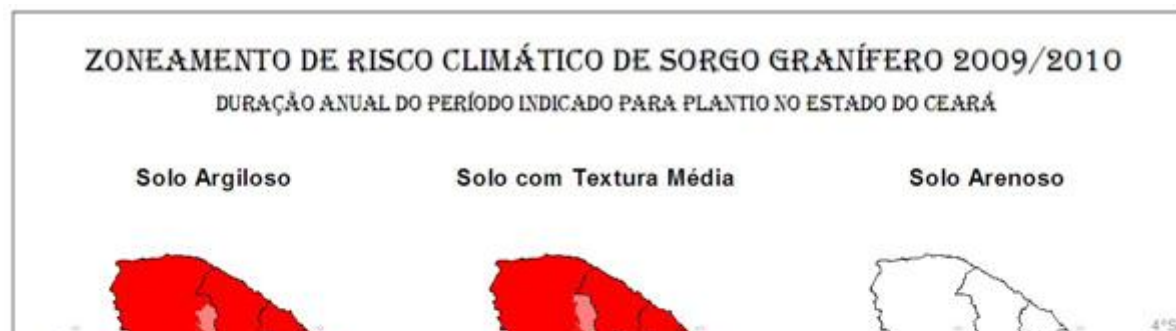 ZONEAMENTO DE RISCO CLIMÁTICO DE SORGO GRANÍFERO 2009/2010
DURAÇÃO ANUAL DO PERÍODO INDICADO PARA PLANTIO NO ESTADO DO CEARÁ
Solo Argiloso
Solo com Textura Média
Solo Arenoso